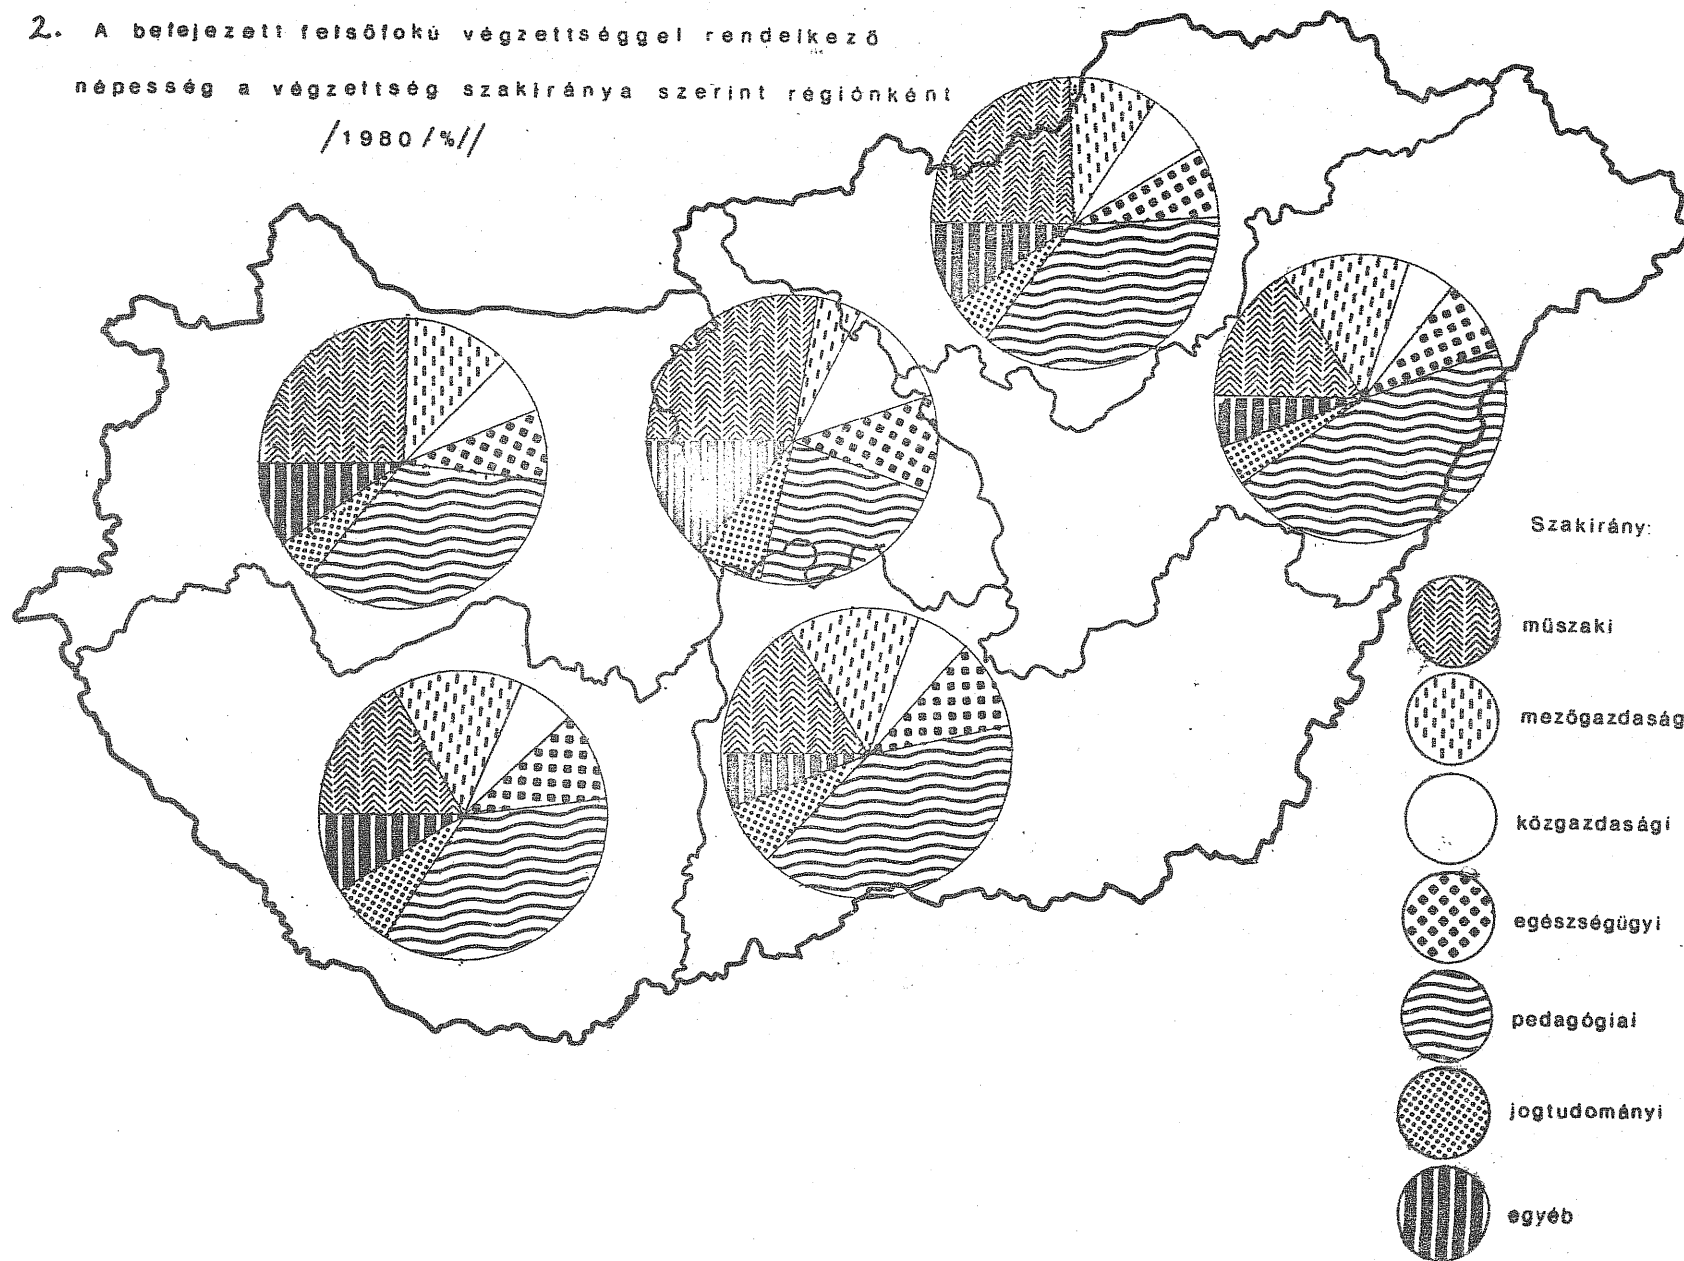 2. A befejezett felsőfokú végzettséggel rendelkező
népesség a végzettség szakiránya szerint régiónként
/1980/%//
Szakirány:
műszaki
mezőgazdaság
közgazdasági
egészségügyi
pedagógiai
jogtudományi
egyéb